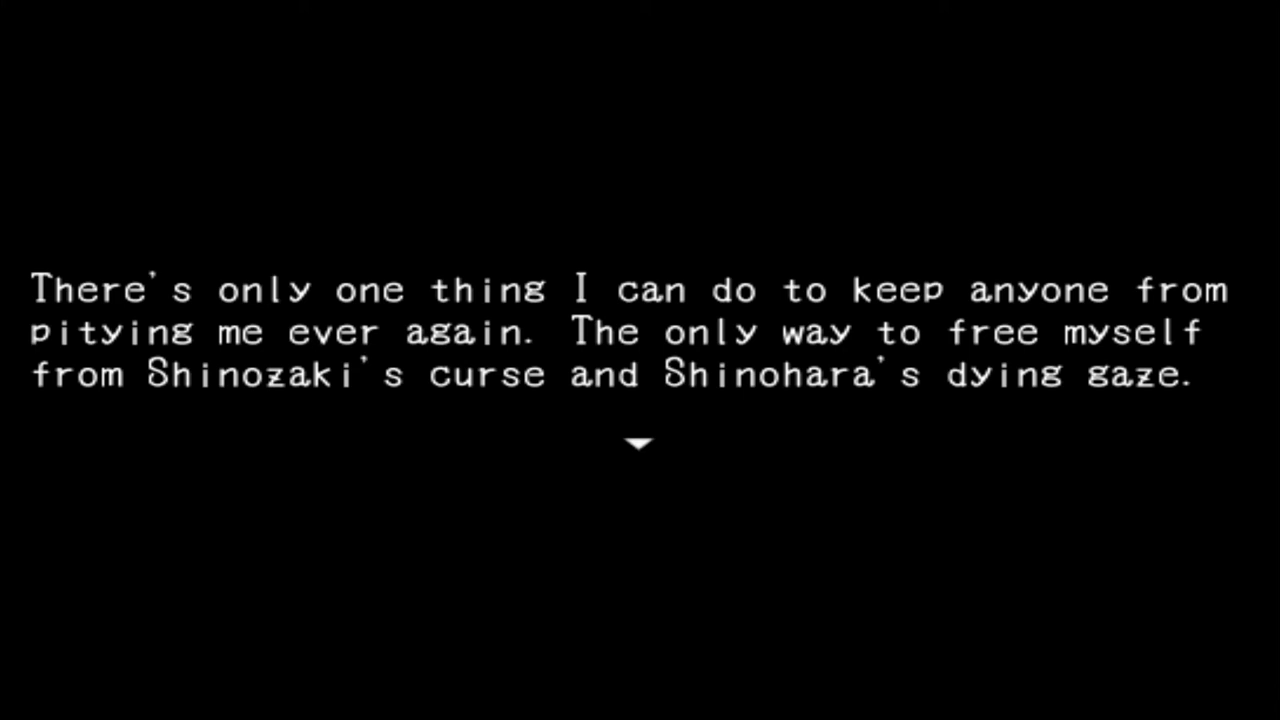 There's only one thing I can do to keep anyone from
pitying me ever again. The only way to free myself
from Shinozaki's curse and Shinohara's dying gaze.